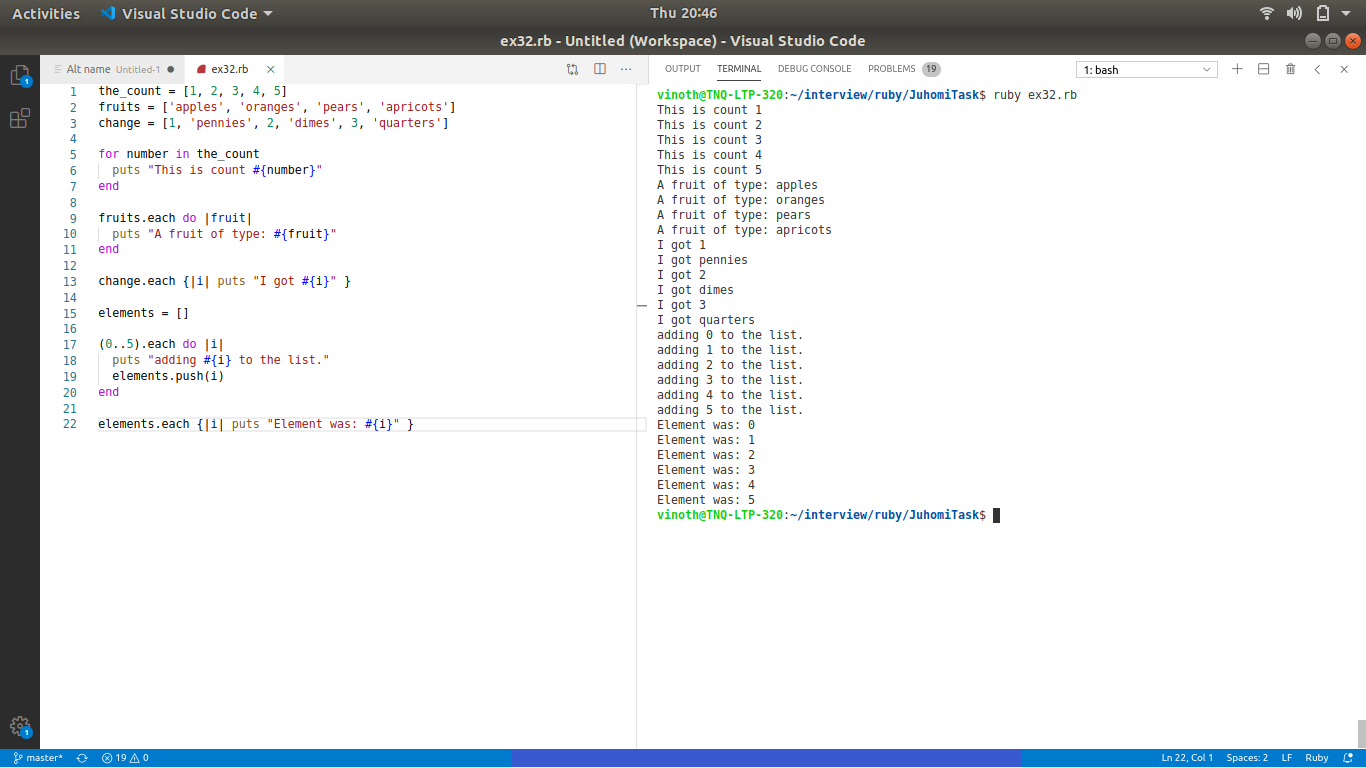 Activities Visual Studio Code Thu 20:46
ex32.rb - Untitled (Workspace) - Visual Studio Code
Alt name Untitled-1 ex32.rb
1 the_count = [1, 2, 3, 4, 5]
2 fruits = ['apples', 'oranges', 'pears', 'apricots']
3 change = [1, 'pennies', 2, 'dimes', 3, 'quarters']
4
5 for number in the_count
6 puts "This is count #{number}"
7 end
8
9 fruits.each do |fruit|
10 puts "A fruit of type: #{fruit}"
11 end
12
13 change.each {|i| puts "I got #{i}" }
14
15 elements = []
16
17 (0..5).each do |i|
18 puts "adding #{i} to the list."
19 elements.push(i)
20 end
21
22 elements.each {|i| puts "Element was: #{i}" }
OUTPUT TERMINAL DEBUG CONSOLE PROBLEMS 19 1: bash
vinoth@TNQ-LTP-320:~/interview/ruby/JuhomiTask$ ruby ex32.rb
This is count 1
This is count 2
This is count 3
This is count 4
This is count 5
A fruit of type: apples
A fruit of type: oranges
A fruit of type: pears
A fruit of type: apricots
I got 1
I got pennies
I got 2
I got dimes
I got 3
I got quarters
adding 0 to the list.
adding 1 to the list.
adding 2 to the list.
adding 3 to the list.
adding 4 to the list.
adding 5 to the list.
Element was: 0
Element was: 1
Element was: 2
Element was: 3
Element was: 4
Element was: 5
vinoth@TNQ-LTP-320:~/interview/ruby/JuhomiTask$
1
1
master* 19 0 Ln 22, Col 1 Spaces: 2 LF Ruby